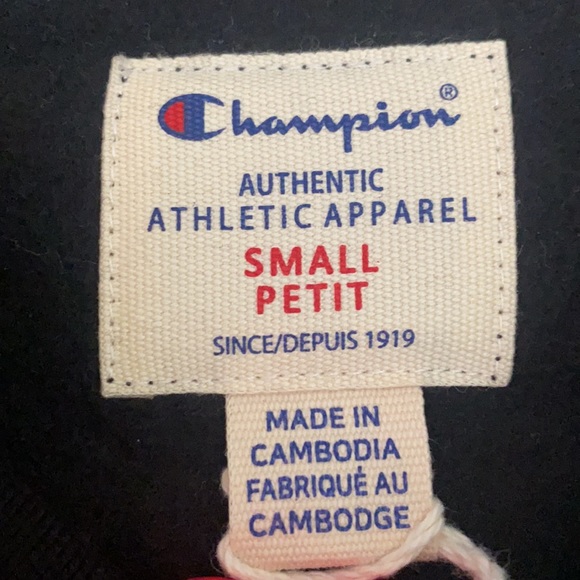 Champion®
AUTHENTIC
ATHLETIC APPAREL
SMALL
PETIT
SINCE/DEPUIS 1919
MADE IN
CAMBODIA
FABRIQUÉ AU
CAMBODGE